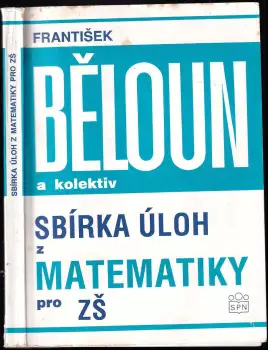 SBÍRKA ÚLOH Z MATEMATIKY PRO ZŠ
FRANTIŠEK
BĚLOUN
a kolektiv
SBÍRKA ÚLOH
z
MATEMATIKY
pro ZŠ
SPN